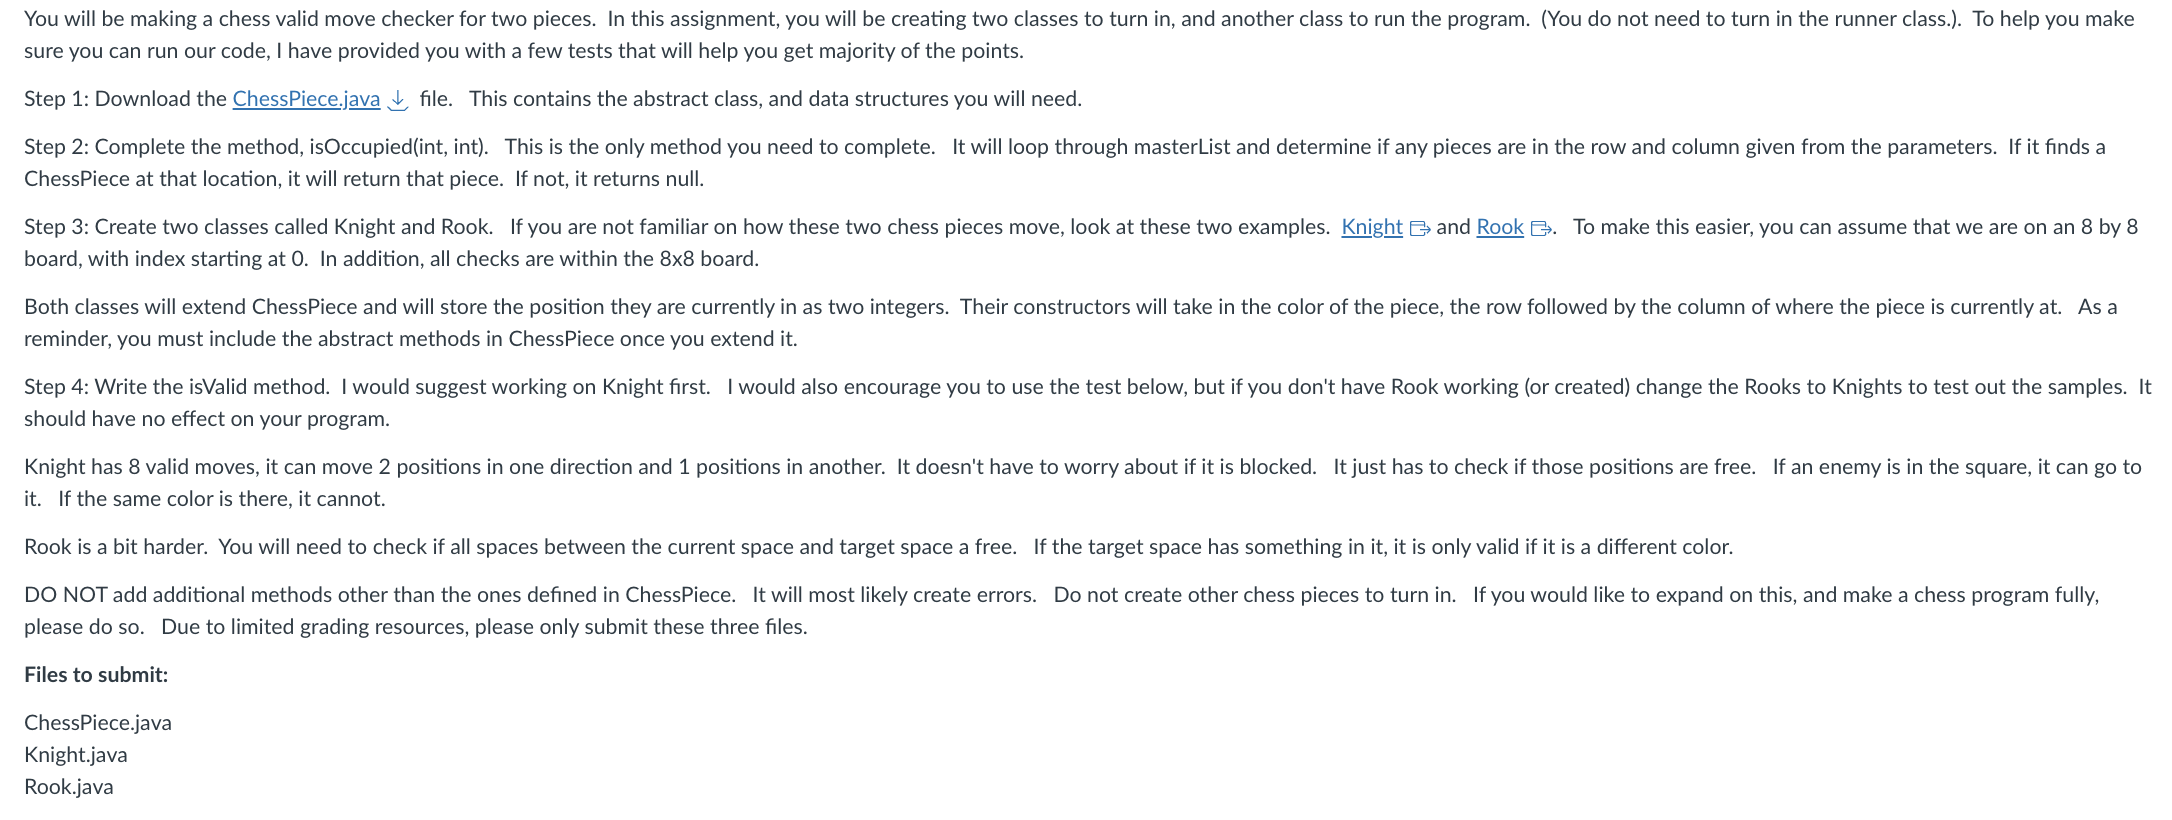 You will be making a chess valid move checker for two pieces.  In this assignment, you will be creating two classes to turn in, and another class to run the program.  (You do not need to turn in the runner class.).  To help you make
sure you can run our code, I have provided you with a few tests that will help you get majority of the points.
Step 1: Download the ChessPiece.java file.   This contains the abstract class, and data structures you will need.
Step 2: Complete the method, isOccupied(int, int).   This is the only method you need to complete.   It will loop through masterList and determine if any pieces are in the row and column given from the parameters.  If it finds a
ChessPiece at that location, it will return that piece.  If not, it returns null.
Step 3: Create two classes called Knight and Rook.   If you are not familiar on how these two chess pieces move, look at these two examples.  Knight and Rook.   To make this easier, you can assume that we are on an 8 by 8
board, with index starting at 0.  In addition, all checks are within the 8x8 board.
Both classes will extend ChessPiece and will store the position they are currently in as two integers.  Their constructors will take in the color of the piece, the row followed by the column of where the piece is currently at.   As a
reminder, you must include the abstract methods in ChessPiece once you extend it.
Step 4: Write the isValid method.  I would suggest working on Knight first.   I would also encourage you to use the test below, but if you don't have Rook working (or created) change the Rooks to Knights to test out the samples.  It
should have no effect on your program.
Knight has 8 valid moves, it can move 2 positions in one direction and 1 positions in another.  It doesn't have to worry about if it is blocked.   It just has to check if those positions are free.   If an enemy is in the square, it can go to
it.   If the same color is there, it cannot.
Rook is a bit harder.  You will need to check if all spaces between the current space and target space a free.   If the target space has something in it, it is only valid if it is a different color.
DO NOT add additional methods other than the ones defined in ChessPiece.   It will most likely create errors.   Do not create other chess pieces to turn in.   If you would like to expand on this, and make a chess program fully,
please do so.   Due to limited grading resources, please only submit these three files.
Files to submit:
ChessPiece.java
Knight.java
Rook.java